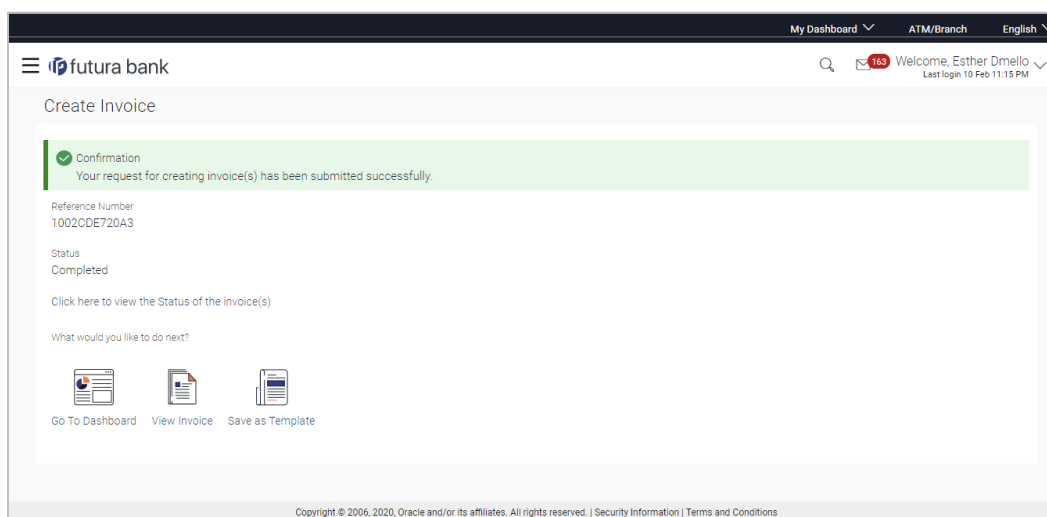 My Dashboard ATM/Branch English
futura bank 163 Welcome, Esther Dmello
Last login 10 Feb 11:15 PM
Create Invoice
Confirmation
Your request for creating invoice(s) has been submitted successfully.
Reference Number
1002CDE720A3
Status
Completed
Click here to view the Status of the invoice(s)
What would you like to do next?
Go To Dashboard View Invoice Save as Template
Copyright © 2006, 2020, Oracle and/or its affiliates. All rights reserved. | Security Information | Terms and Conditions